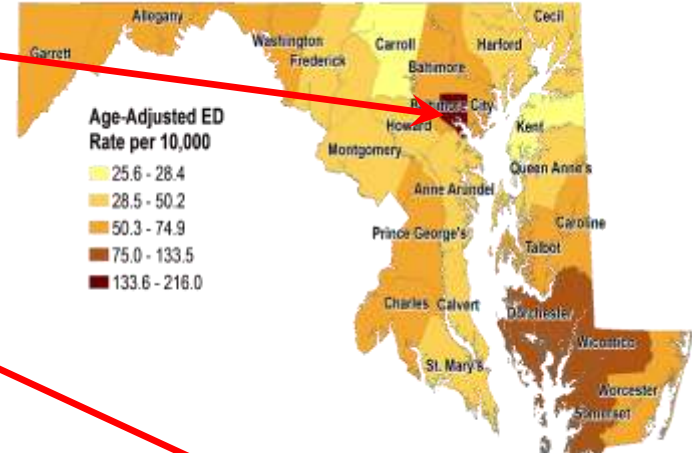 Allegany
Cecil
Garrett
Washington
Carroll
Harford
Frederick
Baltimore
Baltimore City
Howard
Kent
Montgomery
Queen Anne's
Anne Arundel
Caroline
Prince George's
Talbot
Charles
Calvert
Dorchester
Wicomico
St. Mary's
Worcester
Somerset
Age-Adjusted ED
Rate per 10,000
25.6 - 28.4
28.5 - 50.2
50.3 - 74.9
75.0 - 133.5
133.6 - 216.0